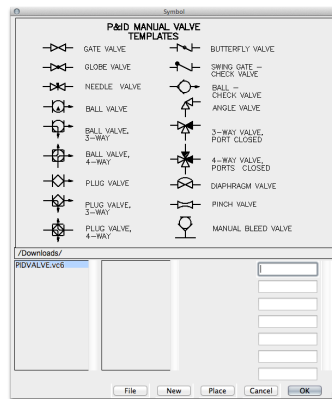 Symbol
P&ID MANUAL VALVE
TEMPLATES
GATE VALVE
GLOBE VALVE
NEEDLE VALVE
BALL VALVE
BALL VALVE,
3-WAY
BALL VALVE,
4-WAY
PLUG VALVE
PLUG VALVE,
3-WAY
PLUG VALVE,
4-WAY
BUTTERFLY VALVE
SWING GATE -
CHECK VALVE
BALL -
CHECK VALVE
ANGLE VALVE
3-WAY VALVE,
PORT CLOSED
4-WAY VALVE,
PORTS CLOSED
DIAPHRAGM VALVE
PINCH VALVE
MANUAL BLEED VALVE
/Downloads/
PIDVALVE.vc6
File New Place Cancel OK